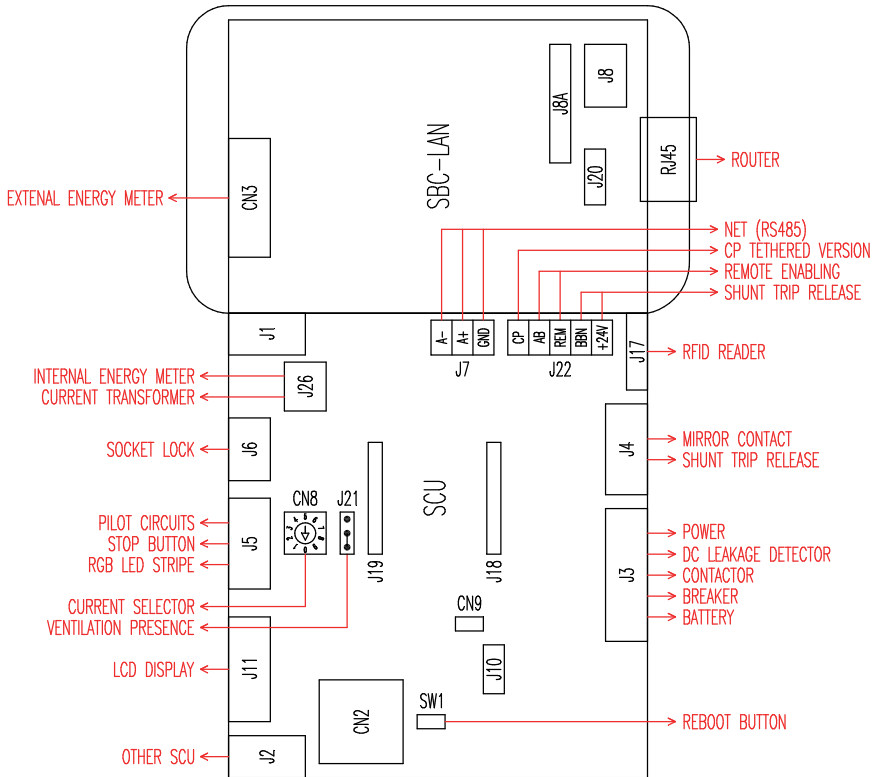 J8
J8A
SBC-LAN
RJ45
ROUTER
J20
CN3
EXTENAL ENERGY METER
NET (RS485)
CP TETHERED VERSION
REMOTE ENABLING
SHUNT TRIP RELEASE
J1
A-
A+
GND
CP
AB
REM
BBN
+24V
J17
RFID READER
J7
J22
INTERNAL ENERGY METER
CURRENT TRANSFORMER
J26
SOCKET LOCK
J6
J4
MIRROR CONTACT
SHUNT TRIP RELEASE
SCU
CN8
J21
PILOT CIRCUITS
STOP BUTTON
RGB LED STRIPE
J5
J3
POWER
DC LEAKAGE DETECTOR
CONTACTOR
BREAKER
BATTERY
J19
J18
CURRENT SELECTOR
VENTILATION PRESENCE
CN9
LCD DISPLAY
J11
J10
CN2
SW1
REBOOT BUTTON
OTHER SCU
J2